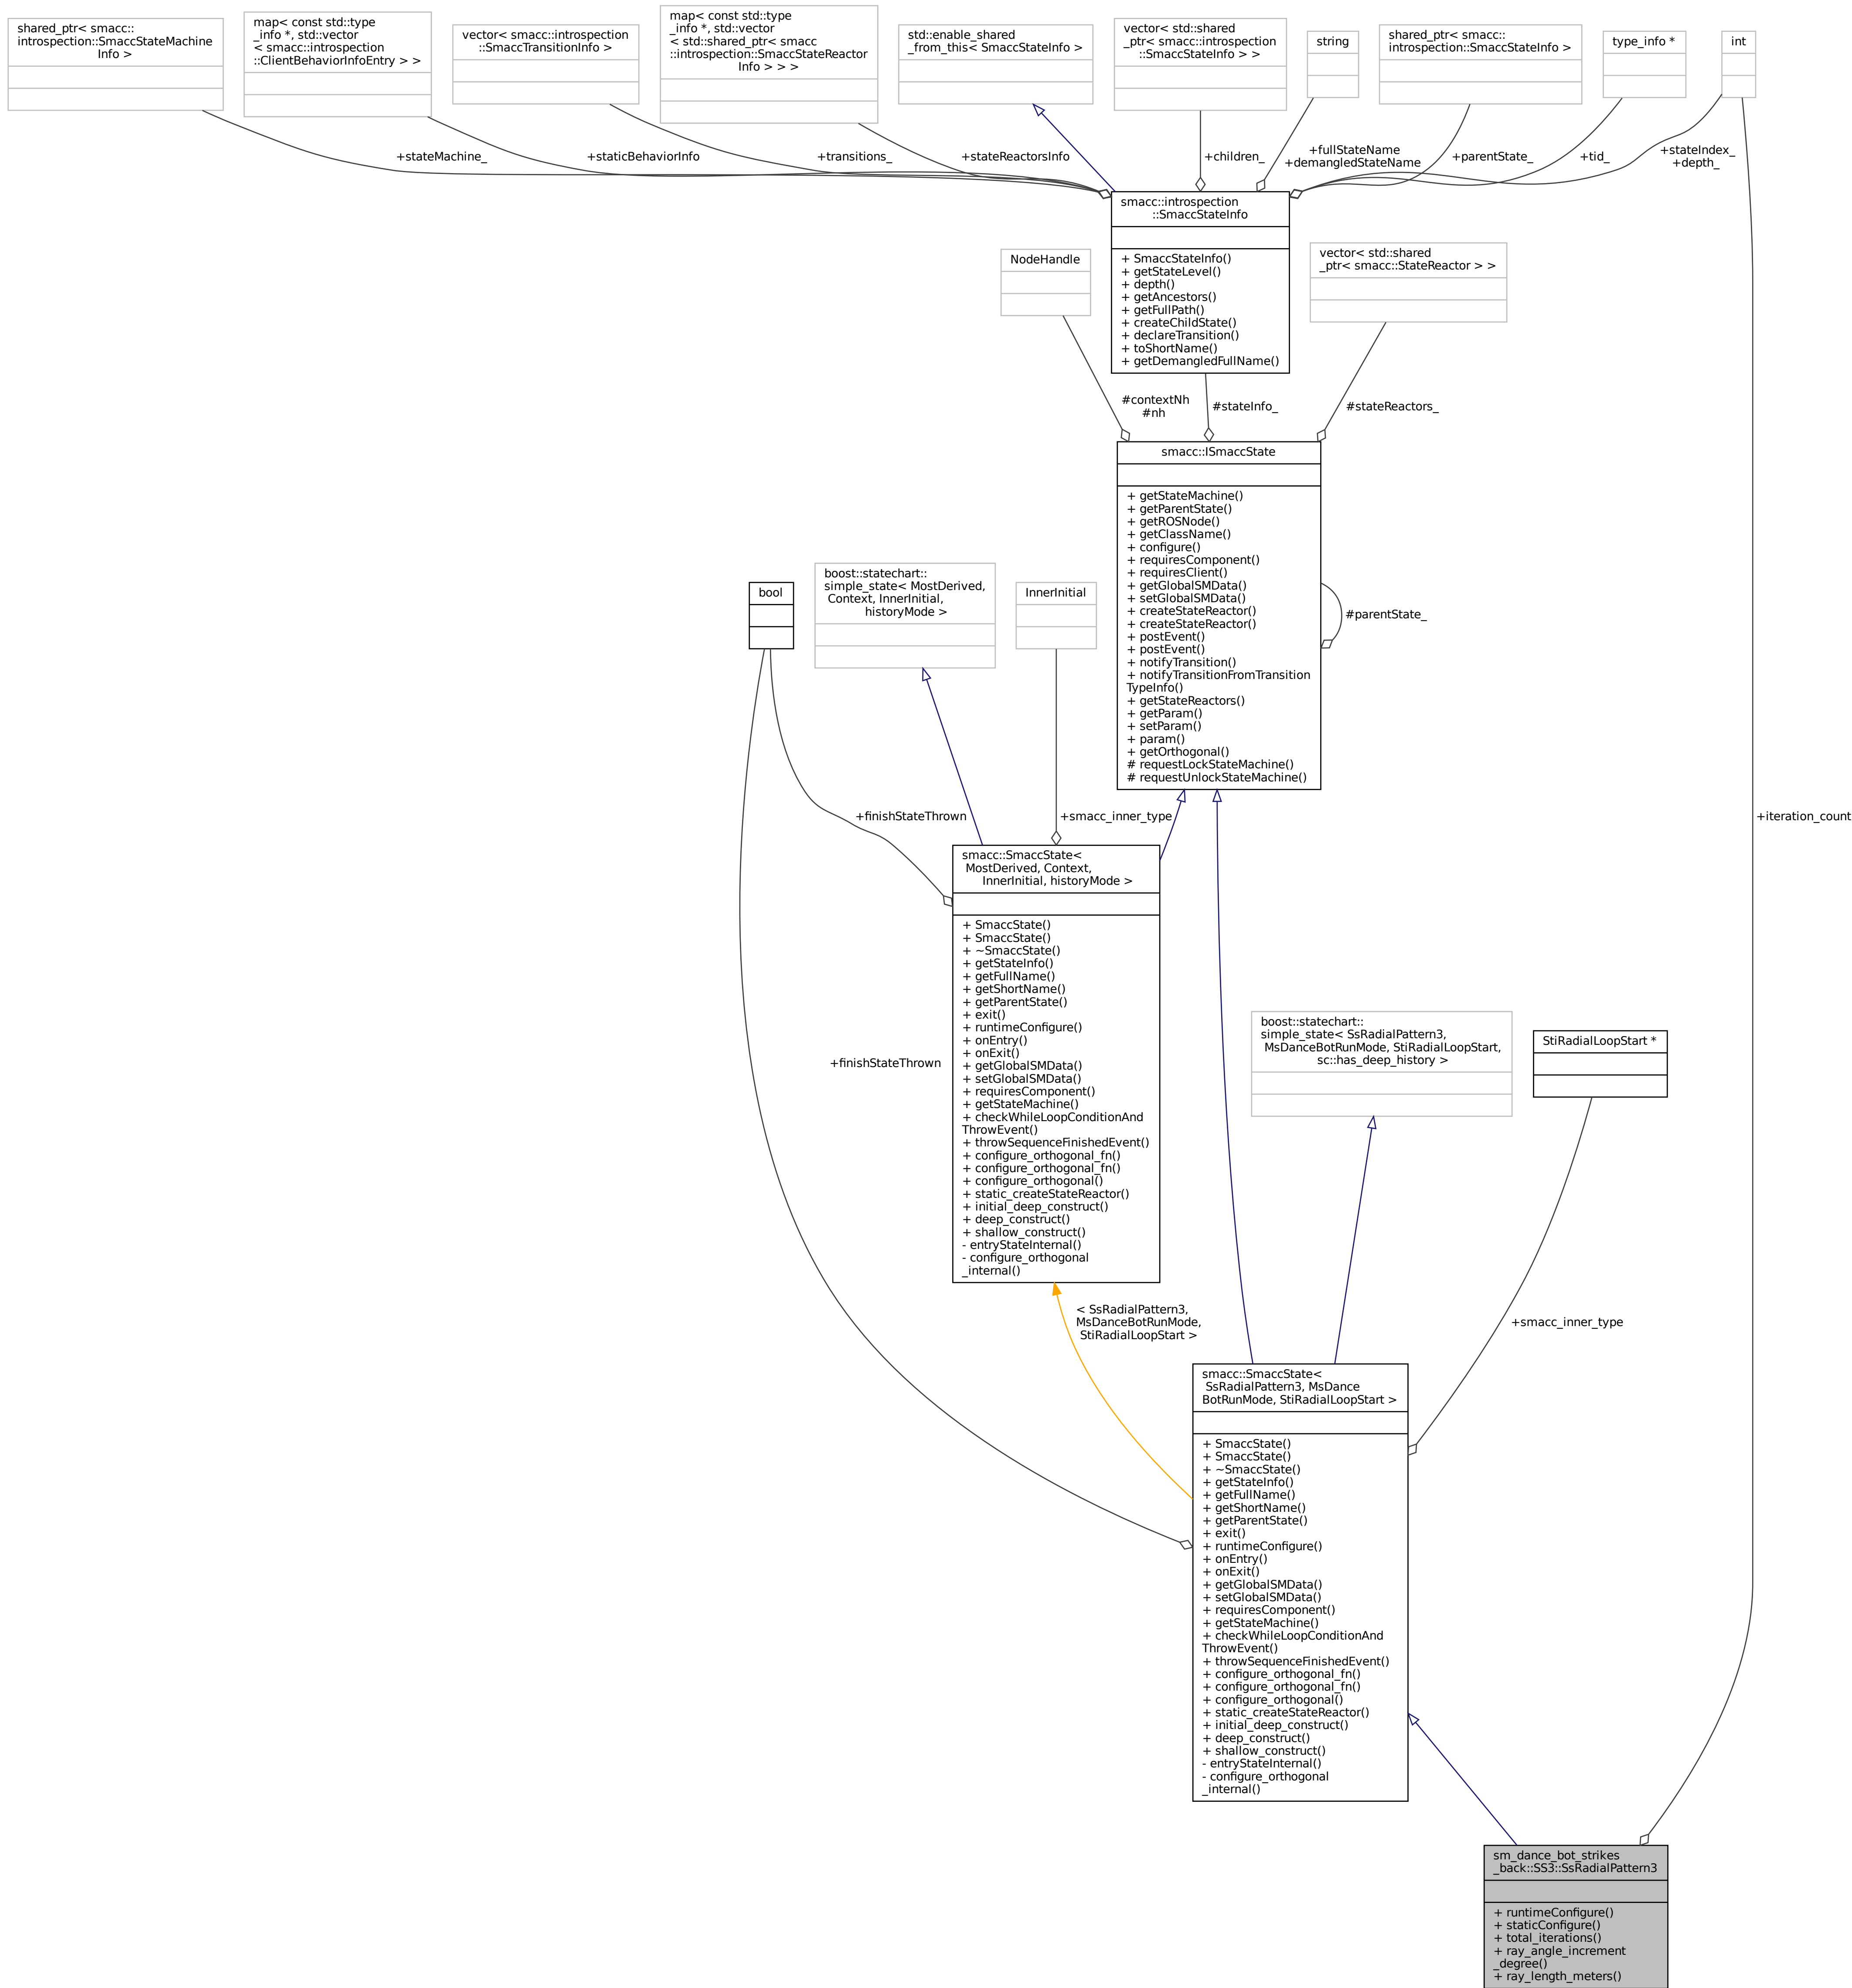 shared_ptr< smacc::
introspection::SmaccStateMachine
Info >
map< const std::type
_info *, std::vector
< smacc::introspection
::ClientBehaviorInfoEntry > >
vector< smacc::introspection
::SmaccTransitionInfo >
map< const std::type
_info *, std::vector
< std::shared_ptr< smacc
::introspection::SmaccStateReactor
Info > > >
std::enable_shared
_from_this< SmaccStateInfo >
vector< std::shared
_ptr< smacc::introspection
::SmaccStateInfo > >
string
shared_ptr< smacc::
introspection::SmaccStateInfo >
type_info *
int
+stateMachine_
+staticBehaviorInfo
+transitions_
+stateReactorsInfo
+children_
+fullStateName
+demangledStateName
+parentState_
+tid_
+stateIndex_
+depth_
smacc::introspection
::SmaccStateInfo
+ SmaccStateInfo()
+ getStateLevel()
+ depth()
+ getAncestors()
+ getFullPath()
+ createChildState()
+ declareTransition()
+ toShortName()
+ getDemangledFullName()
NodeHandle
vector< std::shared
_ptr< smacc::StateReactor > >
#contextNh
#nh
#stateInfo_
#stateReactors_
smacc::ISmaccState
+ getStateMachine()
+ getParentState()
+ getROSNode()
+ getClassName()
+ configure()
+ requiresComponent()
+ requiresClient()
+ getGlobalSMData()
+ setGlobalSMData()
+ createStateReactor()
+ createStateReactor()
+ postEvent()
+ postEvent()
+ notifyTransition()
+ notifyTransitionFromTransition
TypeInfo()
+ getStateReactors()
+ getParam()
+ setParam()
+ param()
+ getOrthogonal()
# requestLockStateMachine()
# requestUnlockStateMachine()
#parentState_
bool
boost::statechart::
simple_state< MostDerived,
Context, InnerInitial,
historyMode >
InnerInitial
+finishStateThrown
+smacc_inner_type
+iteration_count
smacc::SmaccState<
MostDerived, Context,
InnerInitial, historyMode >
+ SmaccState()
+ SmaccState()
+ ~SmaccState()
+ getStateInfo()
+ getFullName()
+ getShortName()
+ getParentState()
+ exit()
+ runtimeConfigure()
+ onEntry()
+ onExit()
+ getGlobalSMData()
+ setGlobalSMData()
+ requiresComponent()
+ getStateMachine()
+ checkWhileLoopConditionAnd
ThrowEvent()
+ throwSequenceFinishedEvent()
+ configure_orthogonal_fn()
+ configure_orthogonal_fn()
+ configure_orthogonal()
+ static_createStateReactor()
+ initial_deep_construct()
+ deep_construct()
+ shallow_construct()
- entryStateInternal()
- configure_orthogonal
_internal()
+finishStateThrown
boost::statechart::
simple_state< SsRadialPattern3,
MsDanceBotRunMode, StiRadialLoopStart,
sc::has_deep_history >
StiRadialLoopStart *
< SsRadialPattern3,
MsDanceBotRunMode,
StiRadialLoopStart >
+smacc_inner_type
smacc::SmaccState<
SsRadialPattern3, MsDance
BotRunMode, StiRadialLoopStart >
+ SmaccState()
+ SmaccState()
+ ~SmaccState()
+ getStateInfo()
+ getFullName()
+ getShortName()
+ getParentState()
+ exit()
+ runtimeConfigure()
+ onEntry()
+ onExit()
+ getGlobalSMData()
+ setGlobalSMData()
+ requiresComponent()
+ getStateMachine()
+ checkWhileLoopConditionAnd
ThrowEvent()
+ throwSequenceFinishedEvent()
+ configure_orthogonal_fn()
+ configure_orthogonal_fn()
+ configure_orthogonal()
+ static_createStateReactor()
+ initial_deep_construct()
+ deep_construct()
+ shallow_construct()
- entryStateInternal()
- configure_orthogonal
_internal()
sm_dance_bot_strikes
_back::SS3::SsRadialPattern3
+ runtimeConfigure()
+ staticConfigure()
+ total_iterations()
+ ray_angle_increment
_degree()
+ ray_length_meters()